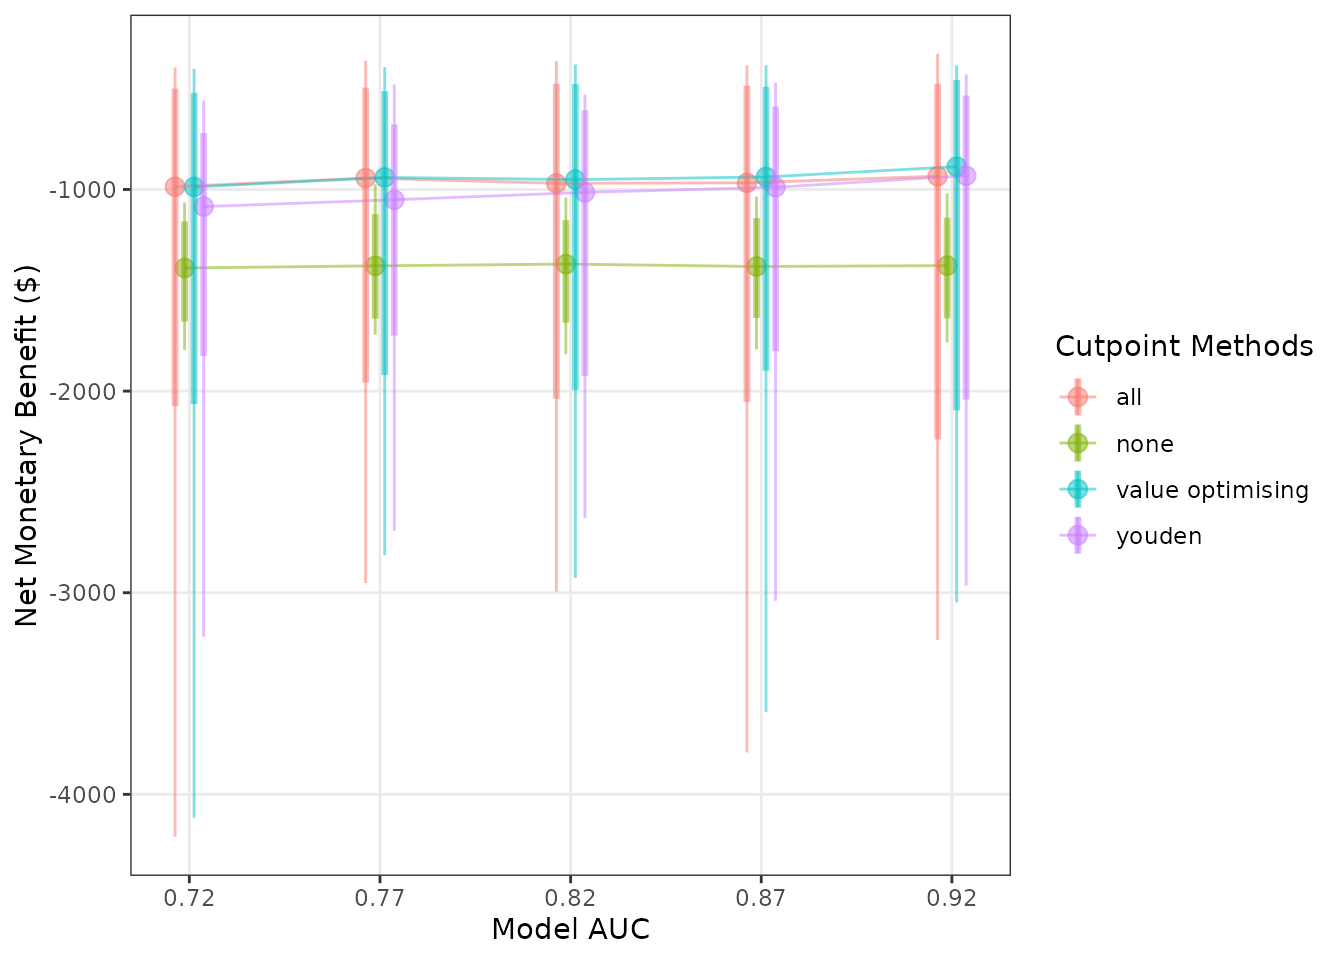 Net Monetary Benefit ($)
-1000
-2000
-3000
-4000
0.72
0.77
0.82
0.87
0.92
Model AUC
Cutpoint Methods
all
none
value optimising
youden